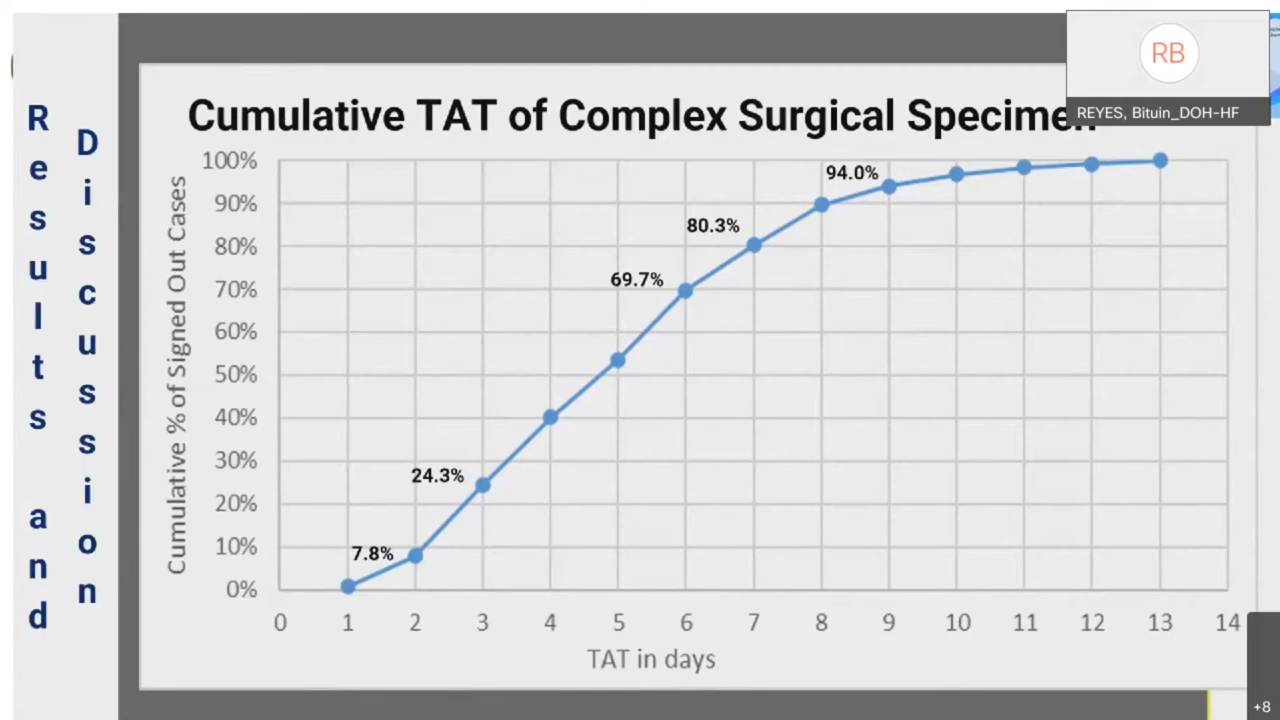 Results and
Discussion
Cumulative TAT of Complex Surgical Specimen
RB
REYES, Bituin_DOH-HF
Cumulative % of Signed Out Cases
100%
90%
80%
70%
60%
50%
40%
30%
20%
10%
0%
94.0%
80.3%
69.7%
24.3%
7.8%
0 1 2 3 4 5 6 7 8 9 10 11 12 13 14
TAT in days
+8